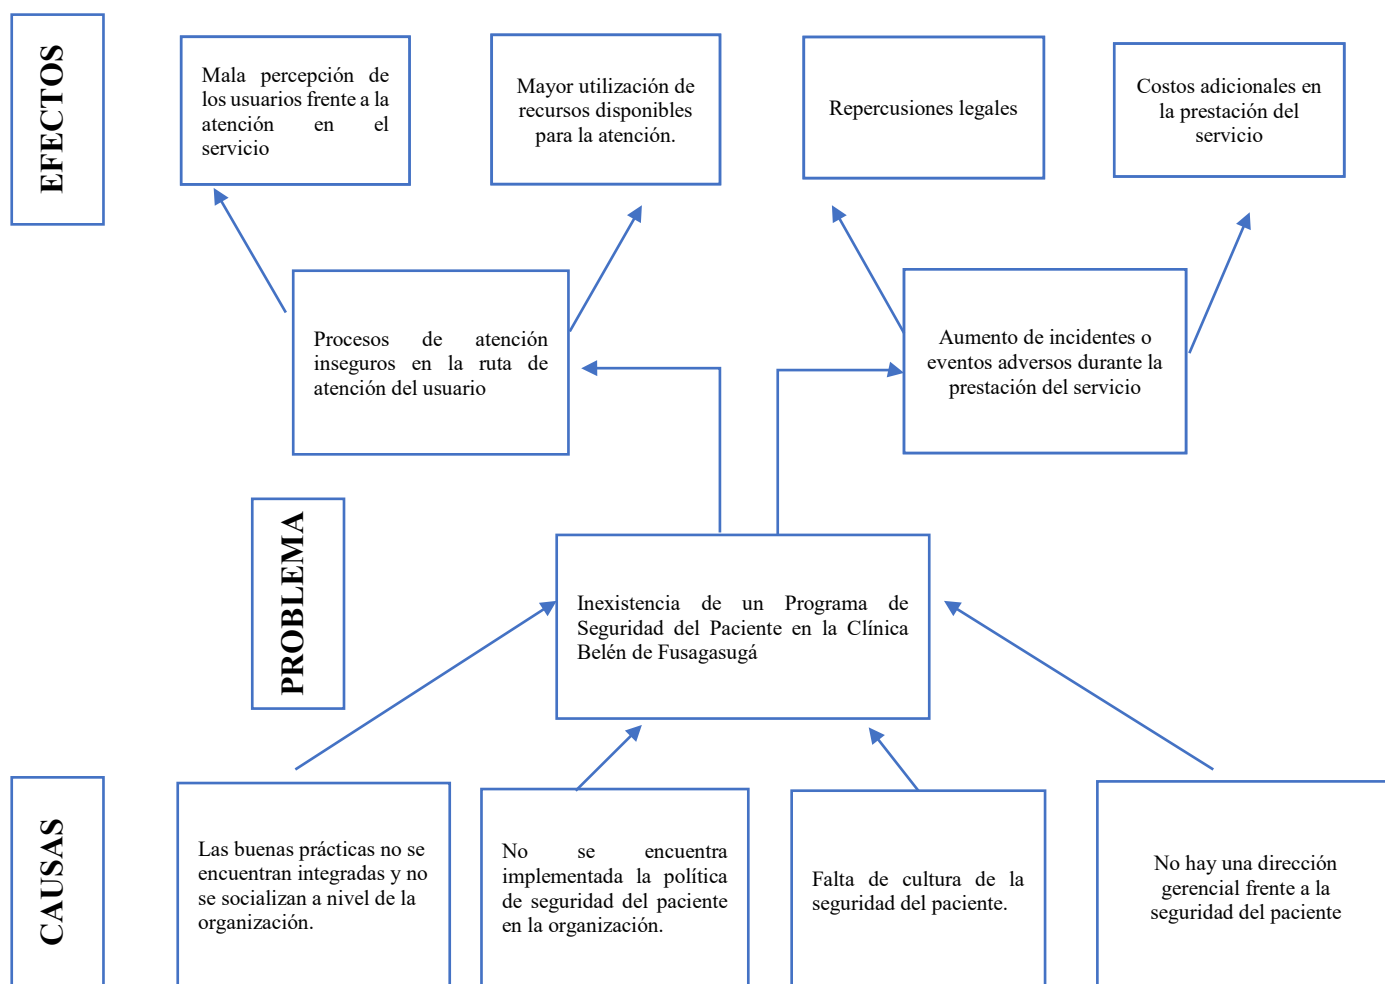 EFECTOS
Mala percepción de
los usuarios frente a la
atención en el
servicio
Mayor utilización de
recursos disponibles
para la atención.
Repercusiones legales
Costos adicionales en
la prestación del
servicio
Procesos de atención
inseguros en la ruta de
atención del usuario
Aumento de incidentes o
eventos adversos durante la
prestación del servicio
PROBLEMA
Inexistencia de un Programa de
Seguridad del Paciente en la Clínica
Belén de Fusagasugá
CAUSAS
Las buenas prácticas no se
encuentran integradas y no
se socializan a nivel de la
organización.
No se encuentra
implementada la política
de seguridad del paciente
en la organización.
Falta de cultura de la
seguridad del paciente.
No hay una dirección
gerencial frente a la
seguridad del paciente